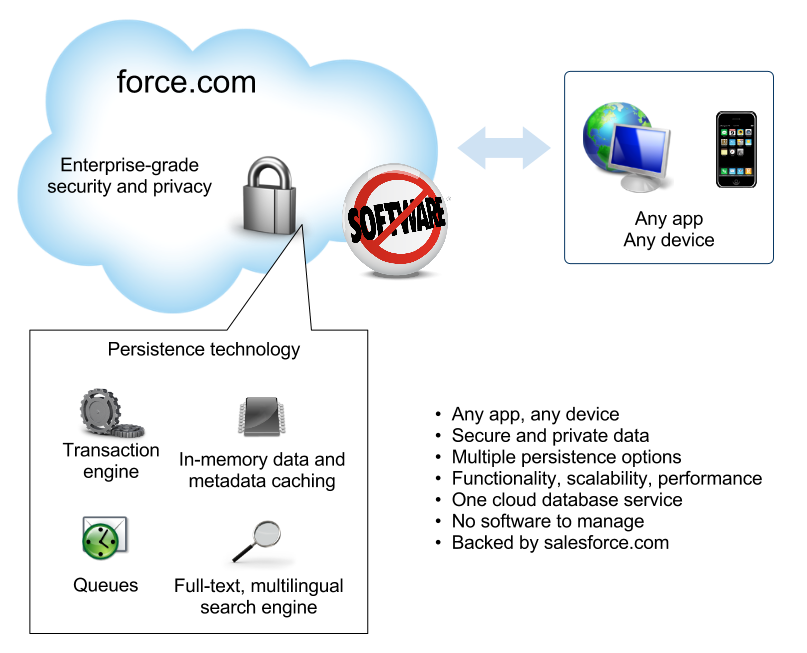 force.com
Enterprise-grade
security and privacy
SOFTWARE
Any app
Any device
Persistence technology
Transaction
engine
In-memory data and
metadata caching
Queues
Full-text, multilingual
search engine
• Any app, any device
• Secure and private data
• Multiple persistence options
• Functionality, scalability, performance
• One cloud database service
• No software to manage
• Backed by salesforce.com